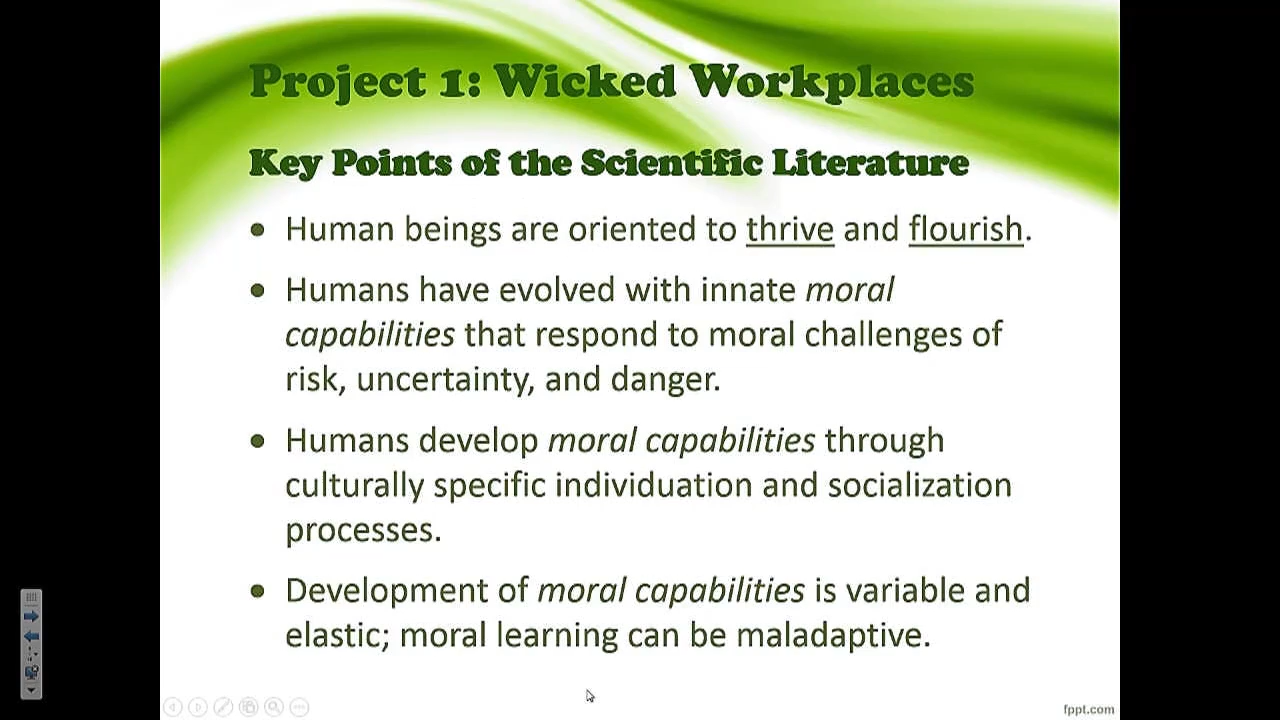 Project 1: Wicked Workplaces
Key Points of the Scientific Literature
• Human beings are oriented to thrive and flourish.
• Humans have evolved with innate moral
capabilities that respond to moral challenges of
risk, uncertainty, and danger.
• Humans develop moral capabilities through
culturally specific individuation and socialization
processes.
• Development of moral capabilities is variable and
elastic; moral learning can be maladaptive.
fppt.com